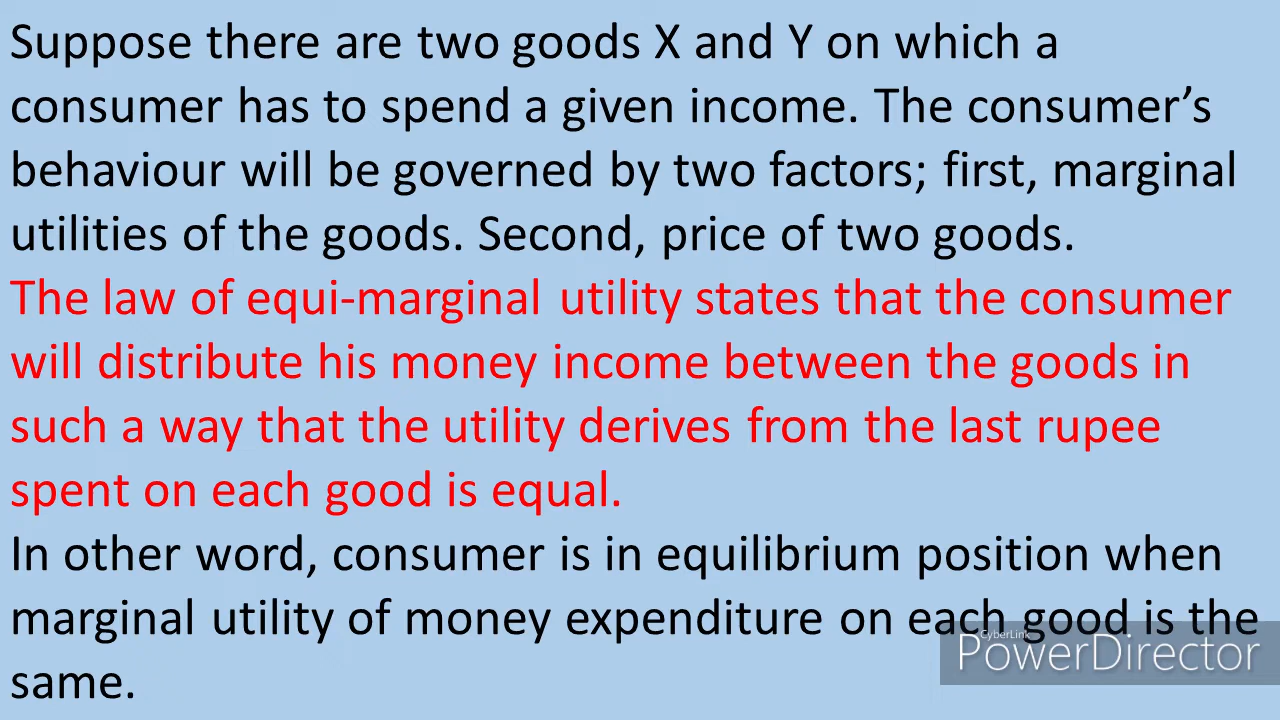 Suppose there are two goods X and Y on which a
consumer has to spend a given income. The consumer’s
behaviour will be governed by two factors; first, marginal
utilities of the goods. Second, price of two goods.
The law of equi-marginal utility states that the consumer
will distribute his money income between the goods in
such a way that the utility derives from the last rupee
spent on each good is equal.
In other word, consumer is in equilibrium position when
marginal utility of money expenditure on each good is the
same.
CyberLink
PowerDirector